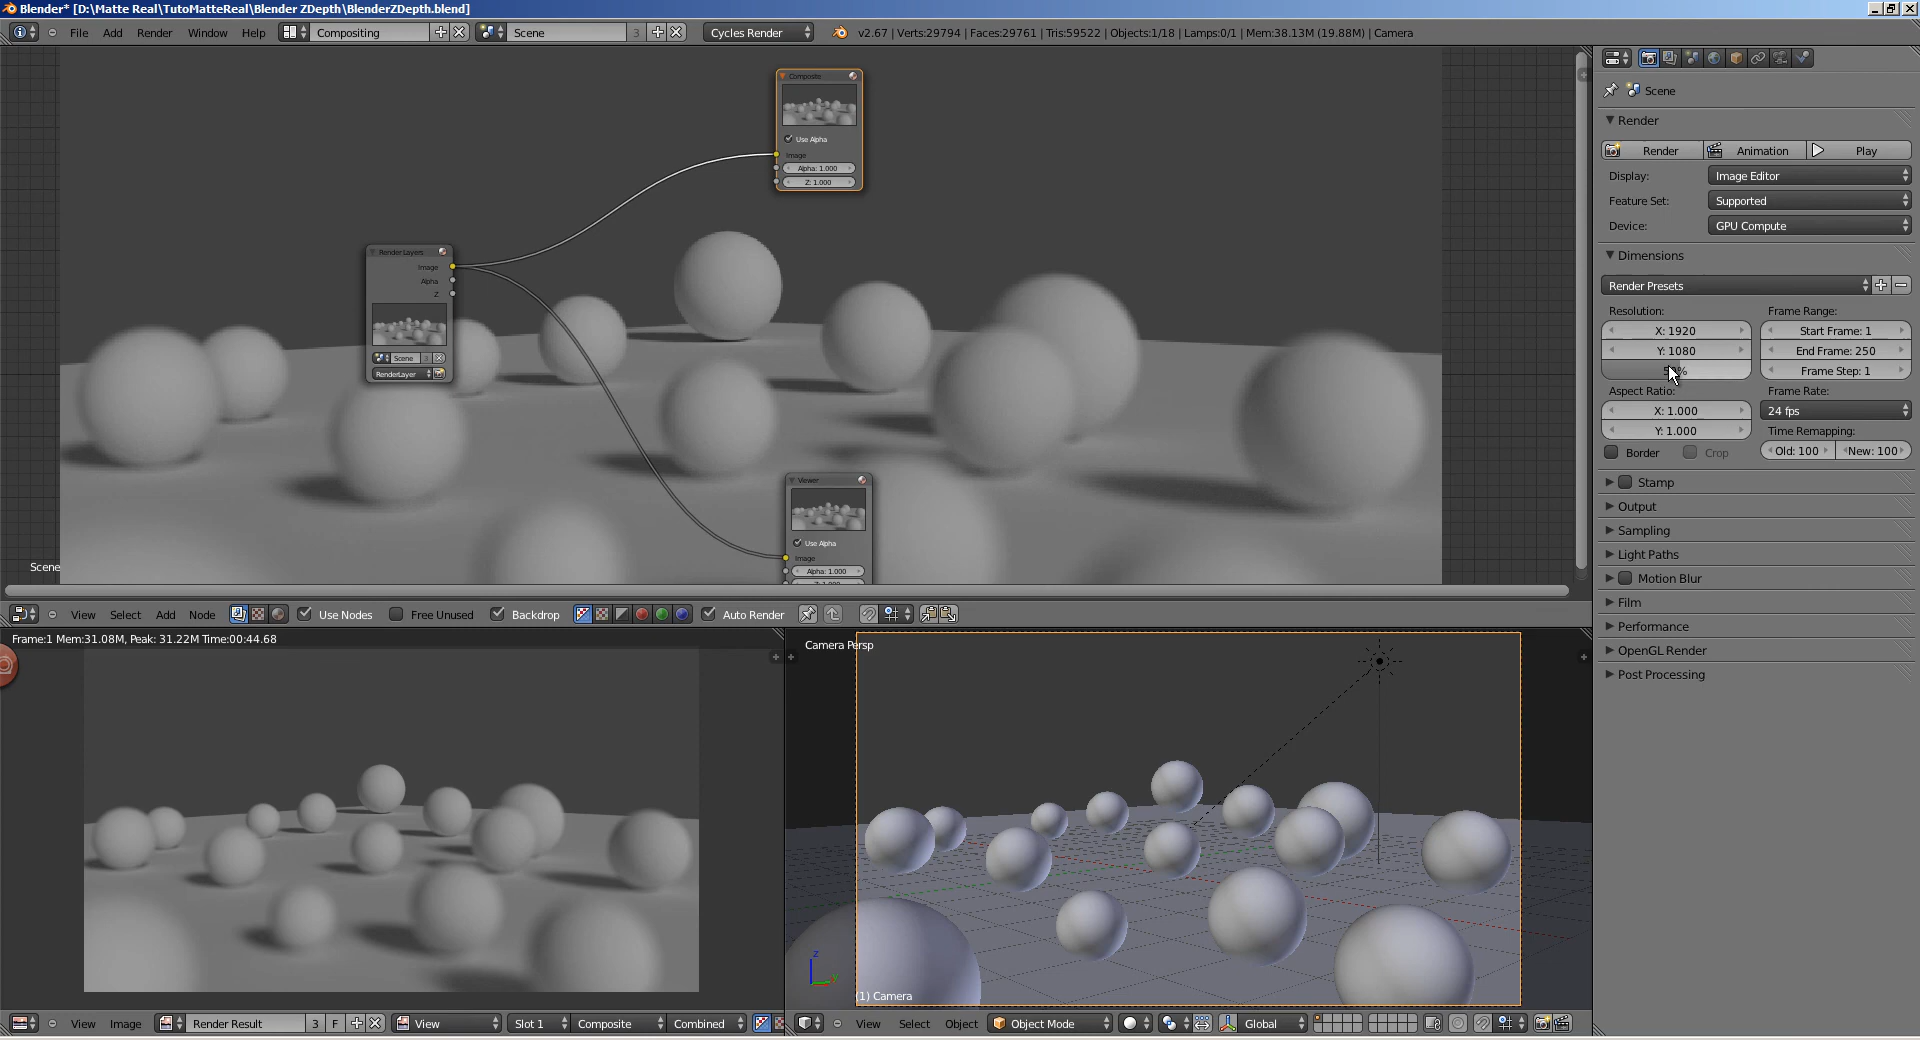 Blender* [D:\Matte Real\TutoMatteReal\Blender ZDepth\BlenderZDepth.blend]
File Add Render Window Help Compositing Scene 3 Cycles Render v2.67 | Verts:29794 | Faces:29761 | Tris:59522 | Objects:1/18 | Lamps:0/1 | Mem:38.13M (19.88M) | Camera
Composite
Use Alpha
Image
Alpha: 1.000
Z: 1.000
Render Layers
Image
Alpha
Z
Scene 3
RenderLayer
Viewer
Use Alpha
Image
Alpha: 1.000
Scene
View Select Add Node Use Nodes Free Unused Backdrop Auto Render
Frame:1 Mem:31.08M, Peak: 31.22M Time:00:44.68
View Image Render Result 3 F View Slot 1 Composite Combined
Camera Persp
z
(1) Camera
View Select Object Object Mode Global
Scene
Render
Render Animation Play
Display: Image Editor
Feature Set: Supported
Device: GPU Compute
Dimensions
Render Presets
Resolution: Frame Range:
X: 1920 Start Frame: 1
Y: 1080 End Frame: 250
% Frame Step: 1
Aspect Ratio: Frame Rate:
X: 1.000 24 fps
Y: 1.000 Time Remapping:
Border Crop Old: 100 New: 100
Stamp
Output
Sampling
Light Paths
Motion Blur
Film
Performance
OpenGL Render
Post Processing